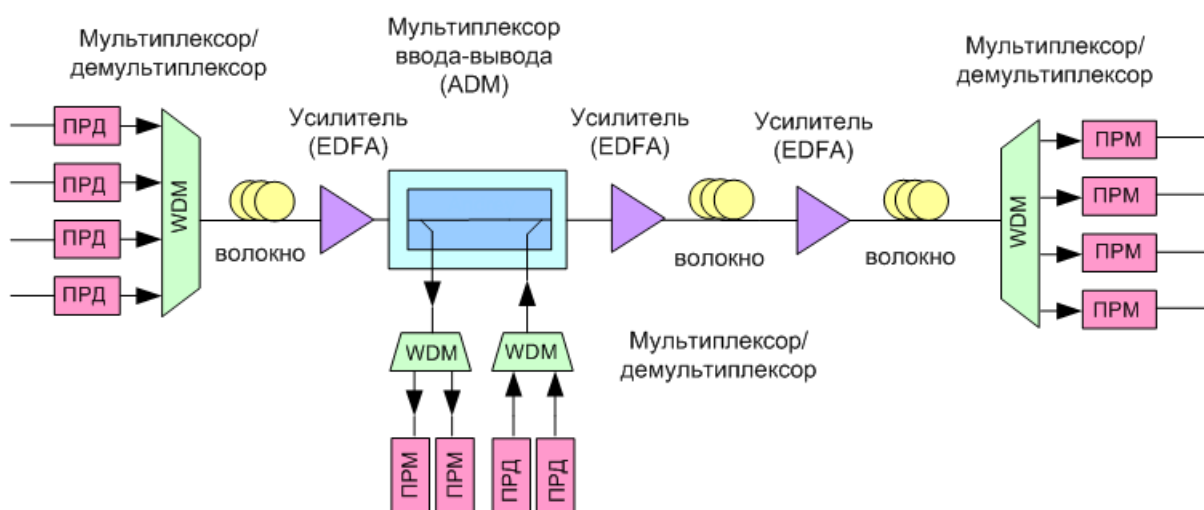 Мультиплексор/
демультиплексор
Мультиплексор
ввода-вывода
(ADM)
Мультиплексор/
демультиплексор
Усилитель
(EDFA)
Усилитель
(EDFA)
Усилитель
(EDFA)
ПРД
ПРД
ПРД
ПРД
WDM
волокно
волокно
волокно
WDM
ПРМ
ПРМ
ПРМ
ПРМ
WDM
WDM
Мультиплексор/
демультиплексор
ПРМ
ПРМ
ПРД
ПРД